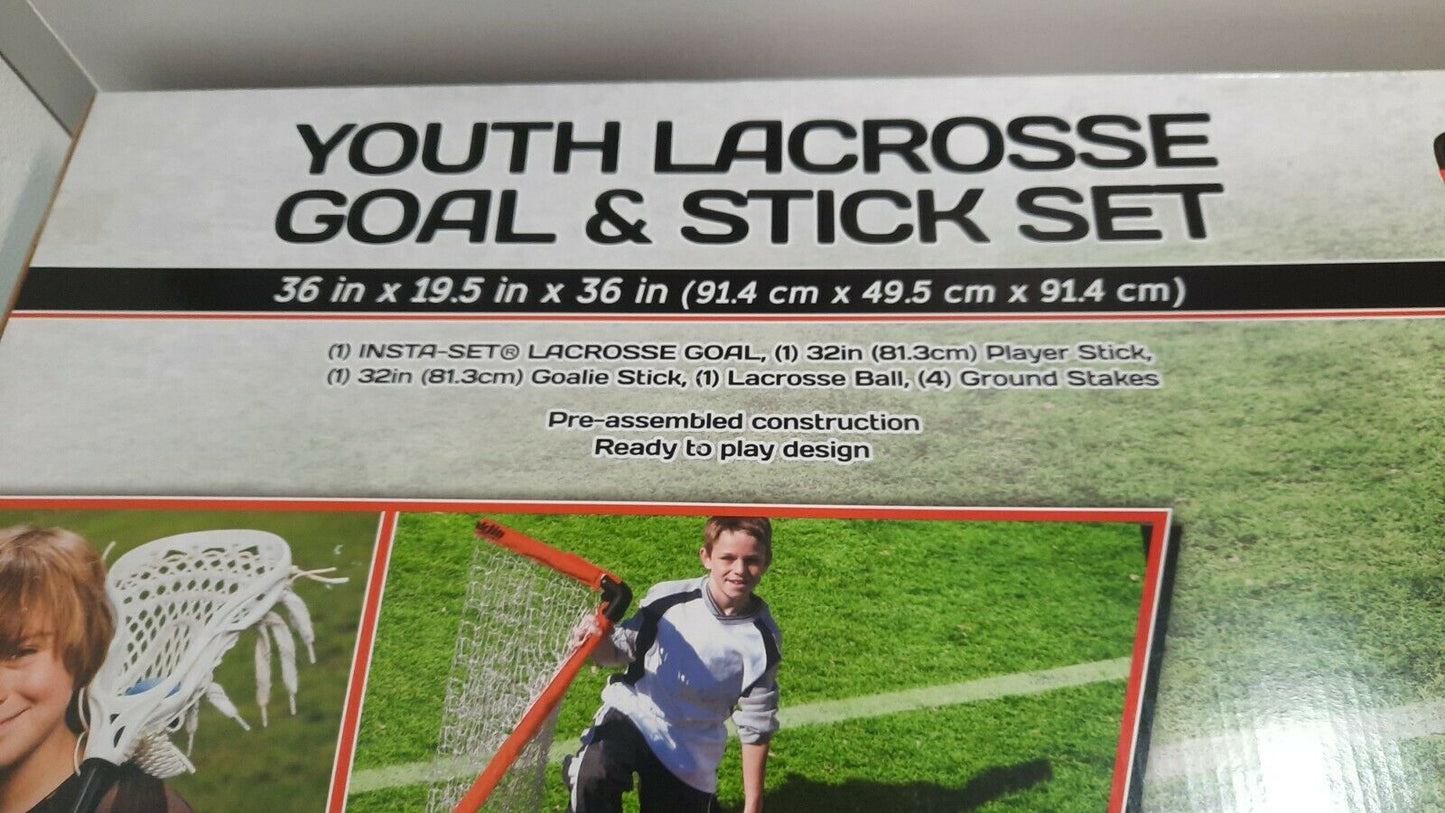 YOUTH LACROSSE
GOAL & STICK SET
36 in x 19.5 in x 36 in (91.4 cm x 49.5 cm x 91.4 cm)
(1) INSTA-SET® LACROSSE GOAL, (1) 32in (81.3cm) Player Stick,
(1) 32in (81.3cm) Goalie Stick, (1) Lacrosse Ball, (4) Ground Stakes
Pre-assembled construction
Ready to play design